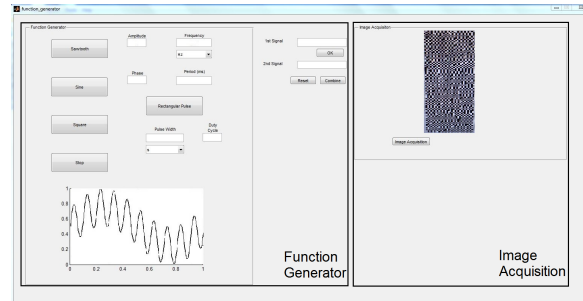 function_generator
Function Generator
Sawtooth
Sine
Square
Stop
Amplitude
Frequency
Hz
Phase
Period (ms)
Rectangular Pulse
Pulse Width
Duty
Cycle
s
1
0.8
0.6
0.4
0.2
0
0 0.2 0.4 0.6 0.8 1
1st Signal
OK
2nd Signal
Reset Combine
Function
Generator
Image Acquisition
Image Acquisition
Image
Acquisition